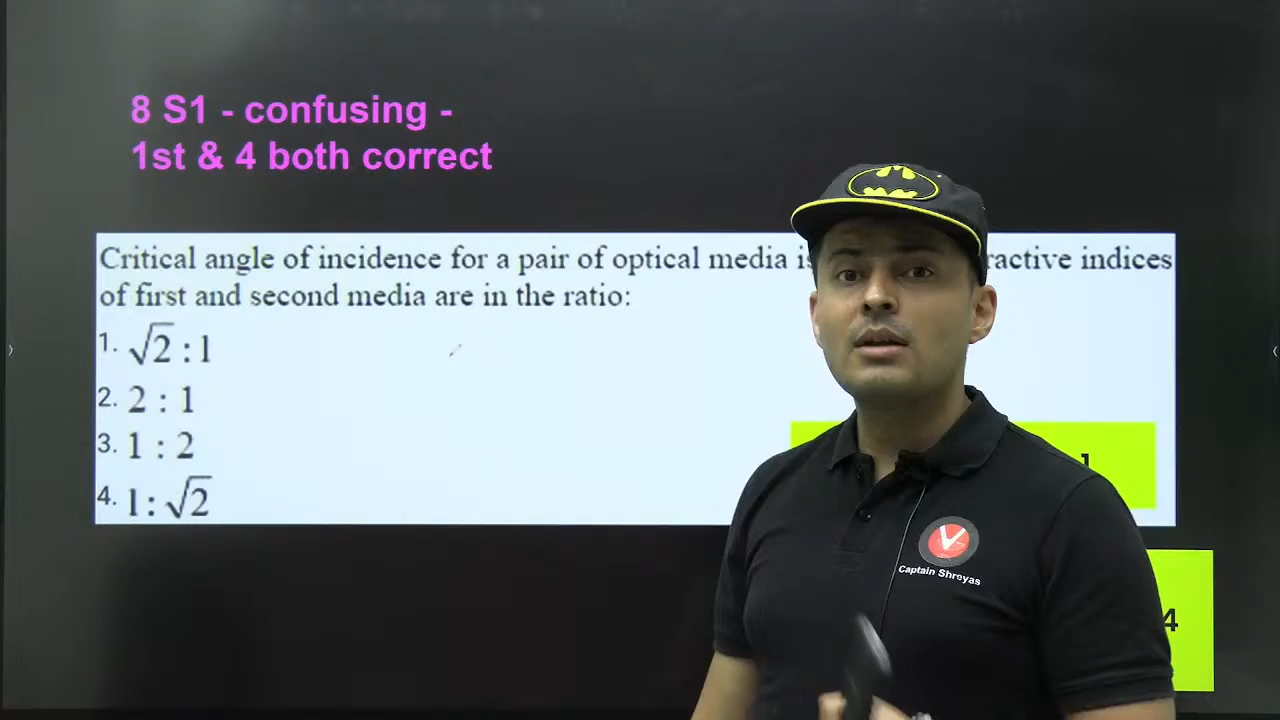 8 S1 - confusing -
1st & 4 both correct
Critical angle of incidence for a pair of optical media is ractive indices
of first and second media are in the ratio:
1. √2 : 1
2. 2 : 1
3. 1 : 2
4. 1 : √2
1
4
V
Captain Shreyas